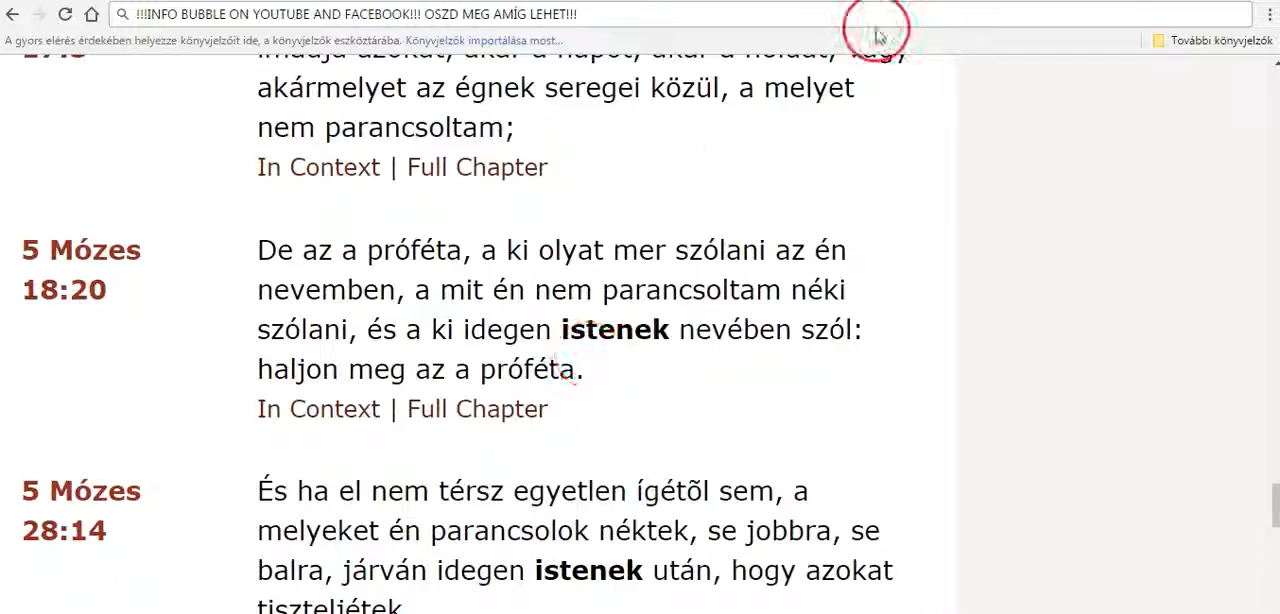 !!!INFO BUBBLE ON YOUTUBE AND FACEBOOK!!! OSZD MEG AMÍG LEHET!!!
A gyors elérés érdekében helyezze könyvjelzőit ide, a könyvjelzők eszköztárába. Könyvjelzők importálása most...
További könyvjelzők
akármelyet az égnek seregei közül, a melyet
nem parancsoltam;
In Context | Full Chapter
5 Mózes
18:20
De az a próféta, a ki olyat mer szólani az én
nevemben, a mit én nem parancsoltam néki
szólani, és a ki idegen istenek nevében szól:
haljon meg az a próféta.
In Context | Full Chapter
5 Mózes
28:14
És ha el nem térsz egyetlen ígétõl sem, a
melyeket én parancsolok néktek, se jobbra, se
balra, járván idegen istenek után, hogy azokat
tiszteljétek